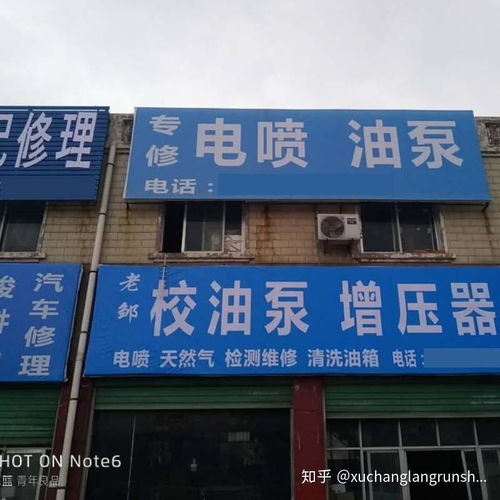 专修 电喷 油泵
电话:
修理
老邹 校油泵 增压器
电喷 天然气 检测维修 清洗油箱 电话:
汽车修理
SHOT ON Note6
青年良品
知乎 @xuchanglangrunsh...